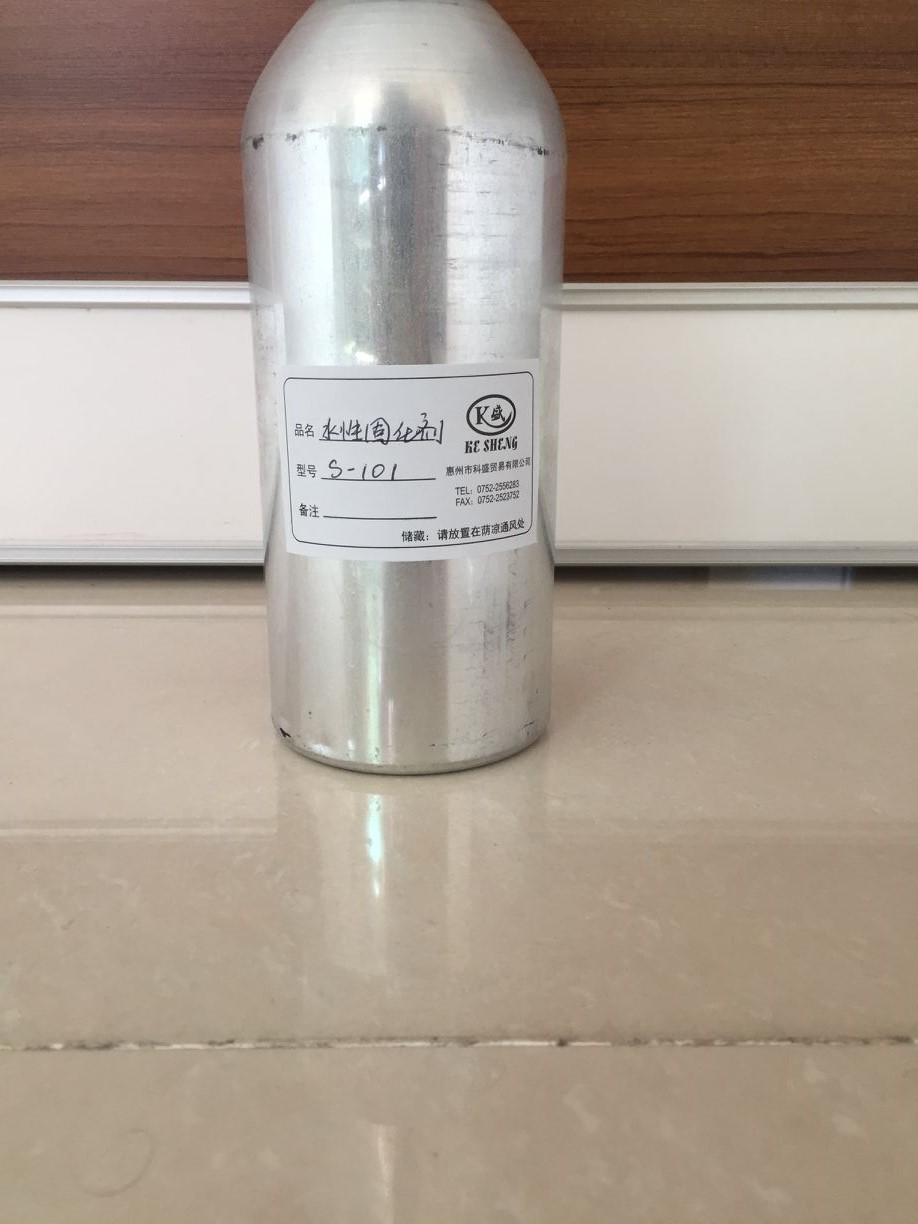 品名 水性固化剂
K盛
KE SHENG
型号 S-101
惠州市科盛贸易有限公司
TEL：0752-2556283
FAX：0752-2523752
备注
储藏：请放置在荫凉通风处